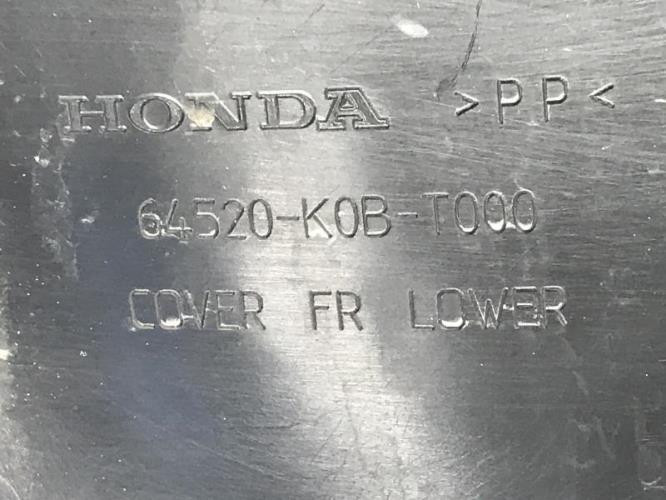 HONDA >PP<
64520-K0B-T000
COVER FR LOWER